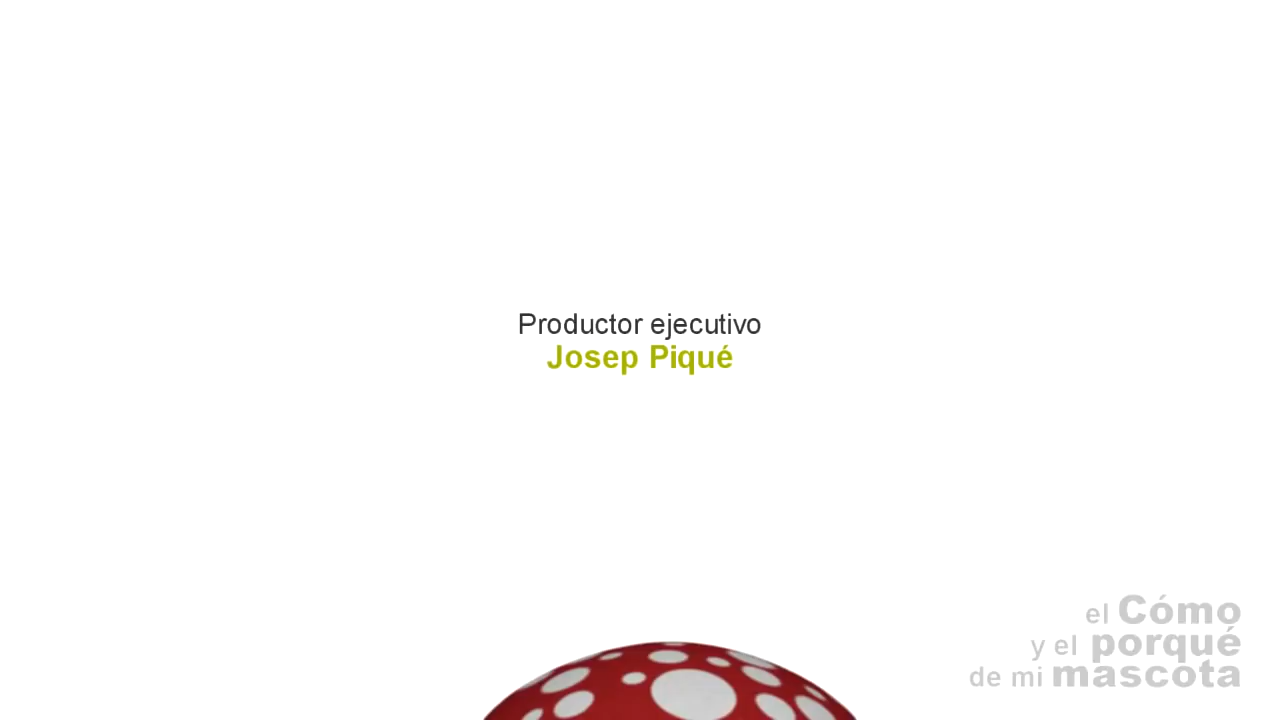 Productor ejecutivo
Josep Piqué
el Cómo
y el porqué
de mi mascota